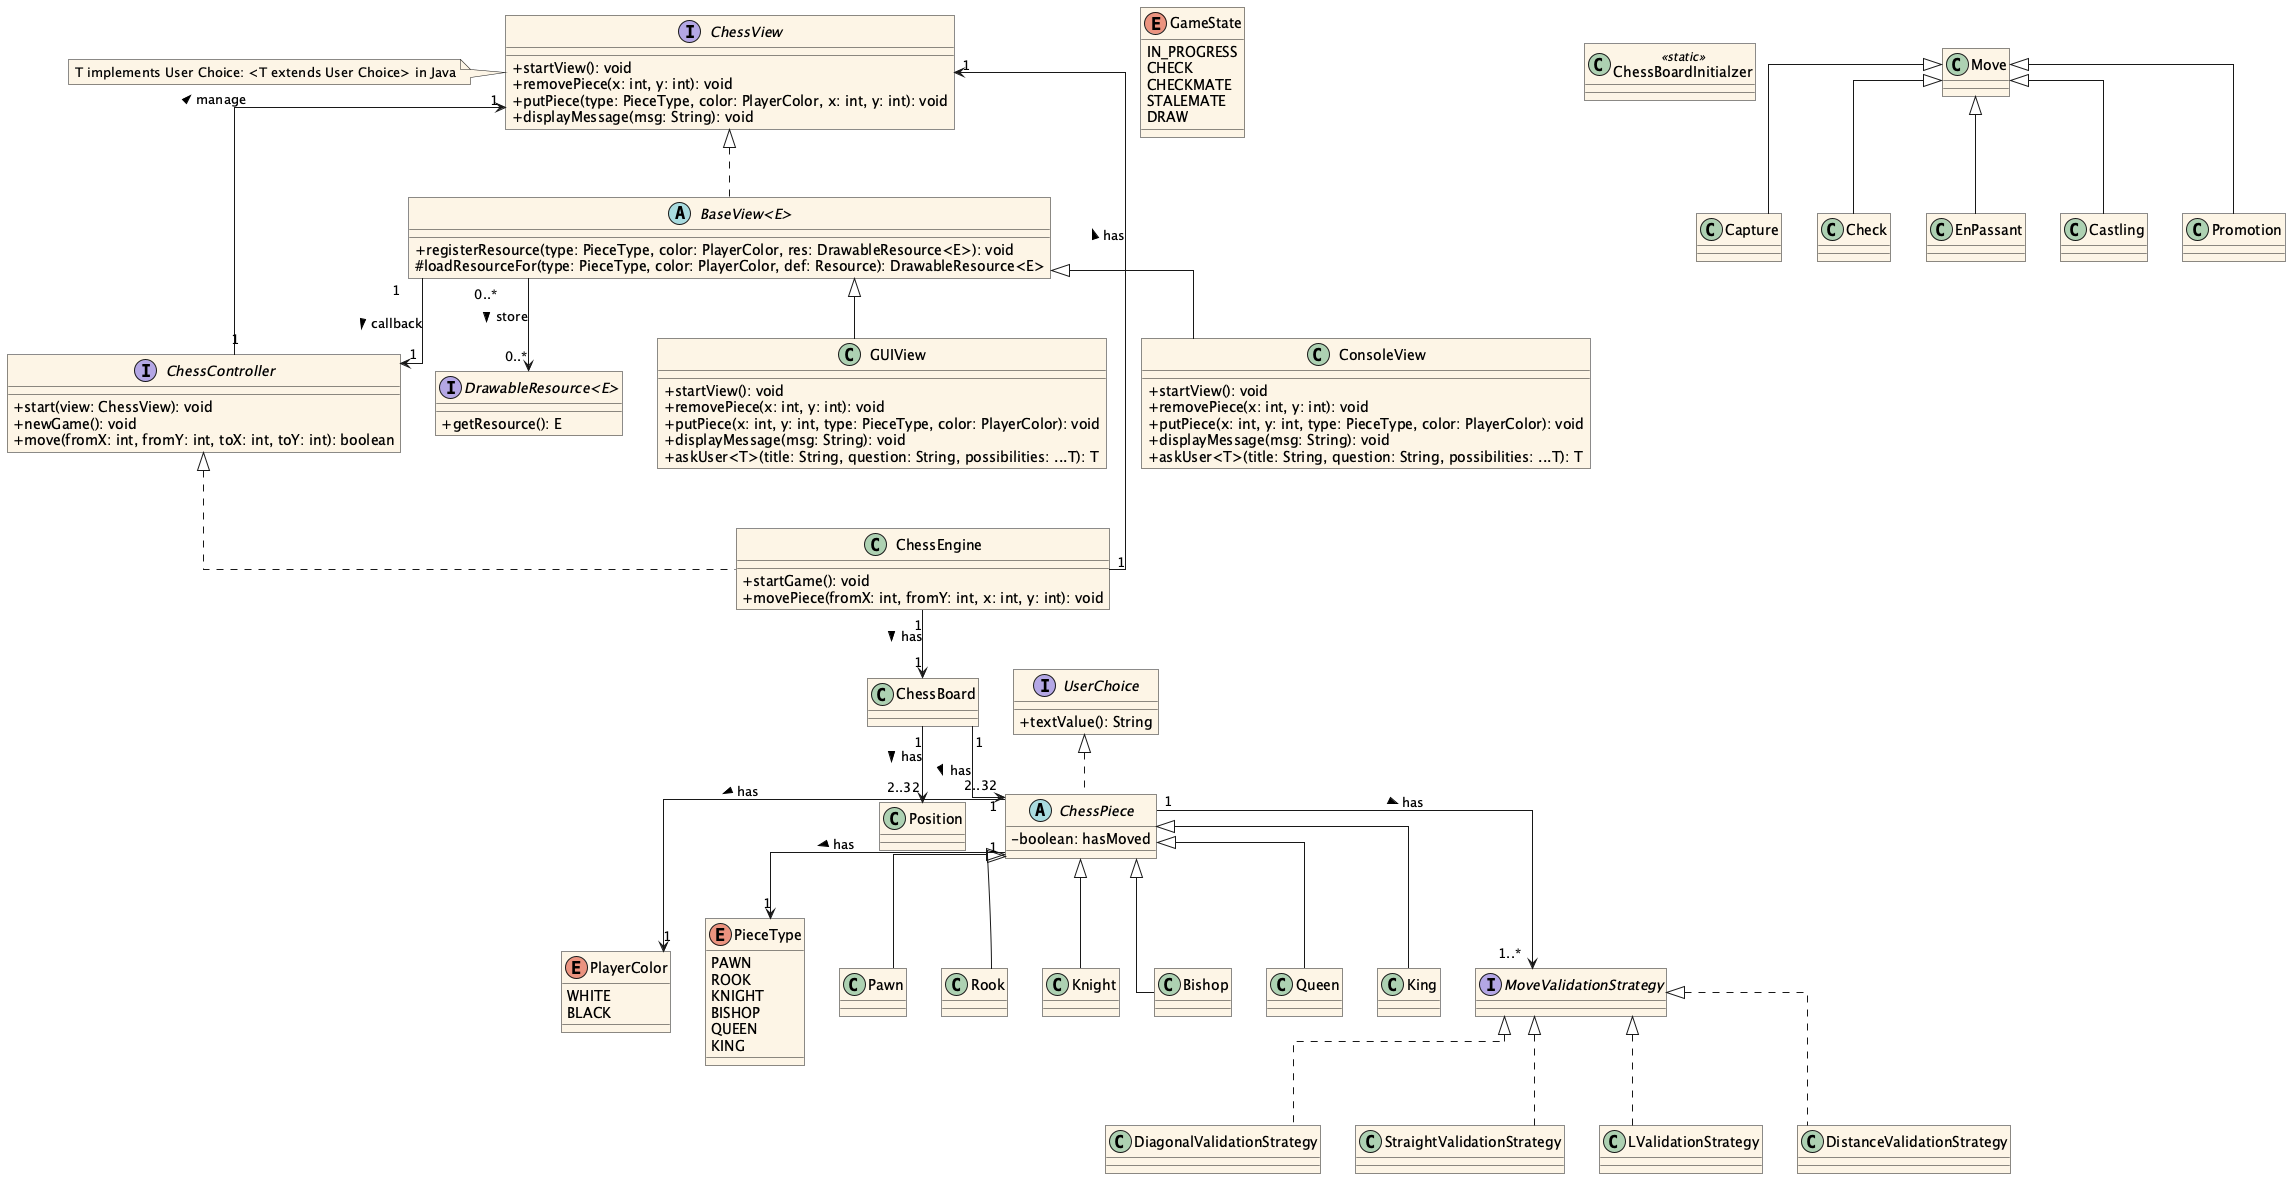 I ChessView
+startView(): void
+removePiece(x: int, y: int): void
+putPiece(type: PieceType, color: PlayerColor, x: int, y: int): void
+displayMessage(msg: String): void
T implements User Choice: <T extends User Choice> in Java
manage
1
1
1
E GameState
IN_PROGRESS
CHECK
CHECKMATE
STALEMATE
DRAW
«static»
C ChessBoardInitialzer
C Move
C Capture
C Check
C EnPassant
C Castling
C Promotion
A BaseView<E>
+registerResource(type: PieceType, color: PlayerColor, res: DrawableResource<E>): void
#loadResourceFor(type: PieceType, color: PlayerColor, def: Resource): DrawableResource<E>
has
1
callback
1
0..*
store
0..*
1
I ChessController
+start(view: ChessView): void
+newGame(): void
+move(fromX: int, fromY: int, toX: int, toY: int): boolean
I DrawableResource<E>
+getResource(): E
C GUIView
+startView(): void
+removePiece(x: int, y: int): void
+putPiece(x: int, y: int, type: PieceType, color: PlayerColor): void
+displayMessage(msg: String): void
+askUser<T>(title: String, question: String, possibilities: ...T): T
C ConsoleView
+startView(): void
+removePiece(x: int, y: int): void
+putPiece(x: int, y: int, type: PieceType, color: PlayerColor): void
+displayMessage(msg: String): void
+askUser<T>(title: String, question: String, possibilities: ...T): T
C ChessEngine
+startGame(): void
+movePiece(fromX: int, fromY: int, x: int, y: int): void
1
has
1
C ChessBoard
I UserChoice
+textValue(): String
1
has
2..32
1
has
2..32
C Position
A ChessPiece
-boolean: hasMoved
has
1
1
has
1
1
1
has
1..*
E PlayerColor
WHITE
BLACK
E PieceType
PAWN
ROOK
KNIGHT
BISHOP
QUEEN
KING
C Pawn
C Rook
C Knight
C Bishop
C Queen
C King
I MoveValidationStrategy
C DiagonalValidationStrategy
C StraightValidationStrategy
C LValidationStrategy
C DistanceValidationStrategy